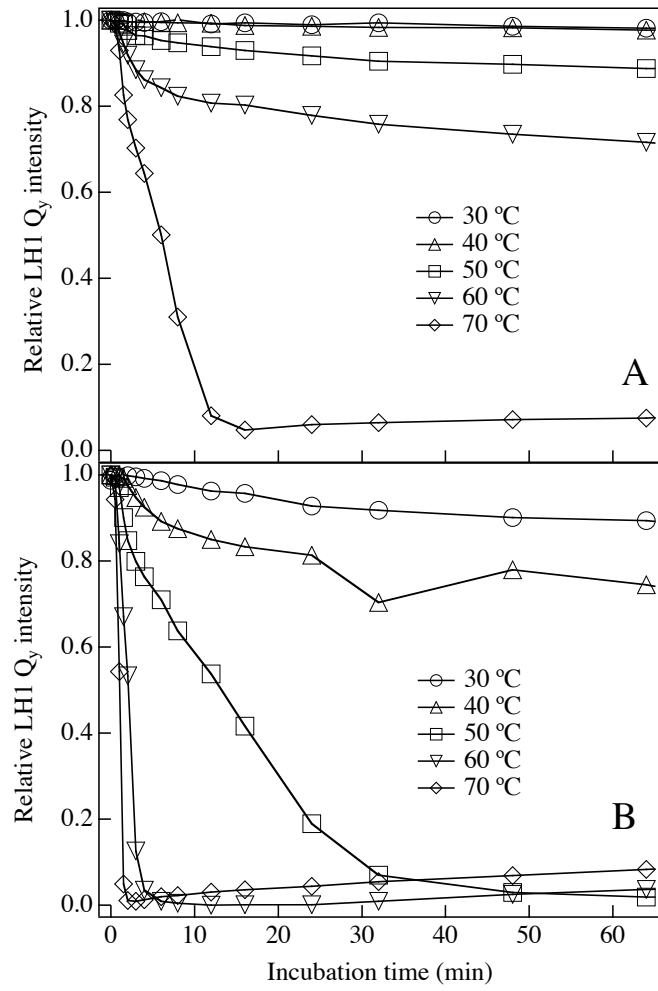 1.0
0.8
0.6
0.4
0.2
0.0
Relative LH1 Qy intensity
30 ºC
40 ºC
50 ºC
60 ºC
70 ºC
A
1.0
0.8
0.6
0.4
0.2
0.0
Relative LH1 Qy intensity
30 ºC
40 ºC
50 ºC
60 ºC
70 ºC
B
0 10 20 30 40 50 60
Incubation time (min)